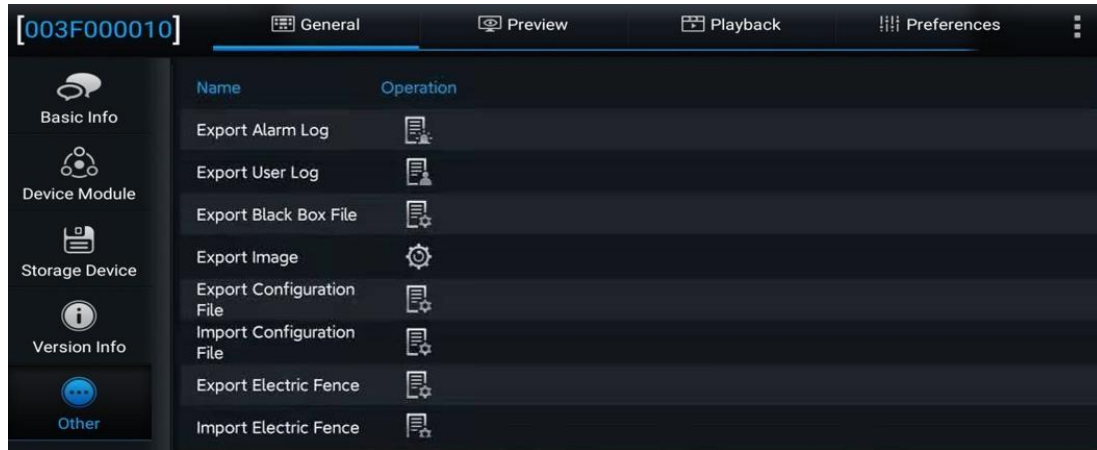 [003F000010]
General
Preview
Playback
Preferences
Basic Info
Device Module
Storage Device
Version Info
Other
Name Operation
Export Alarm Log
Export User Log
Export Black Box File
Export Image
Export Configuration
File
Import Configuration
File
Export Electric Fence
Import Electric Fence